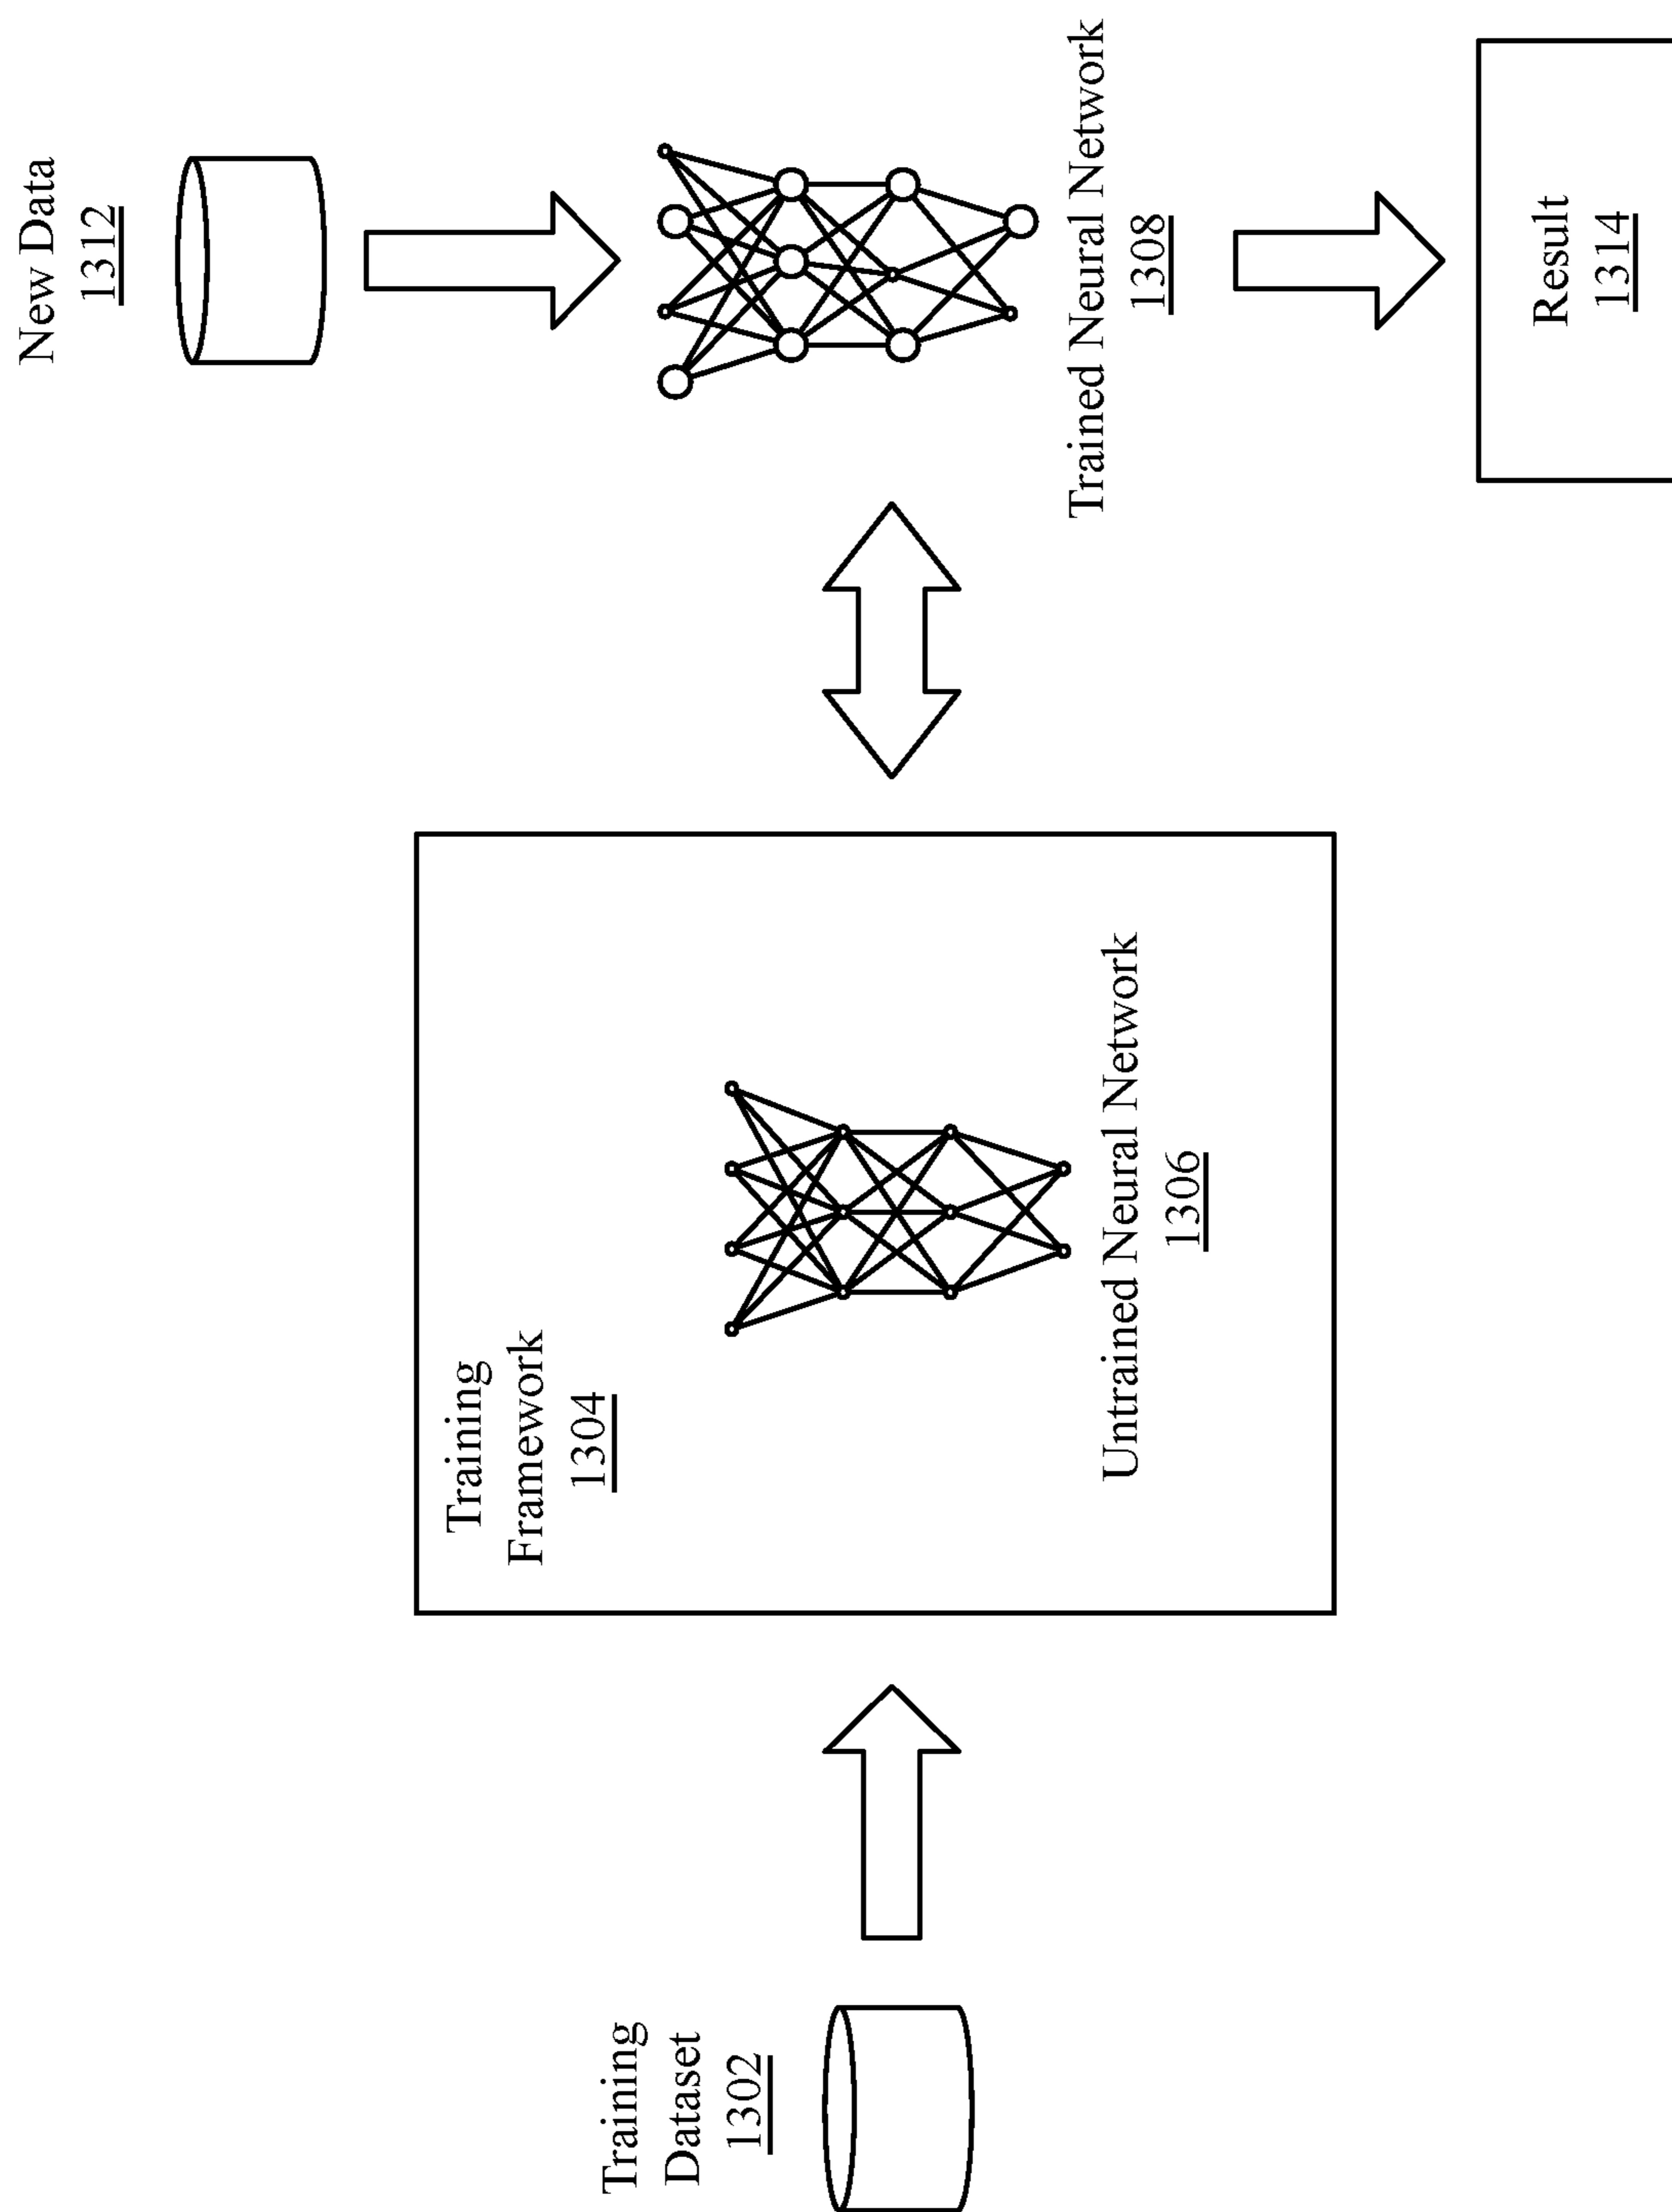 Training
Dataset
1302
Training
Framework
1304
Untrained Neural Network
1306
New Data
1312
Trained Neural Network
1308
Result
1314